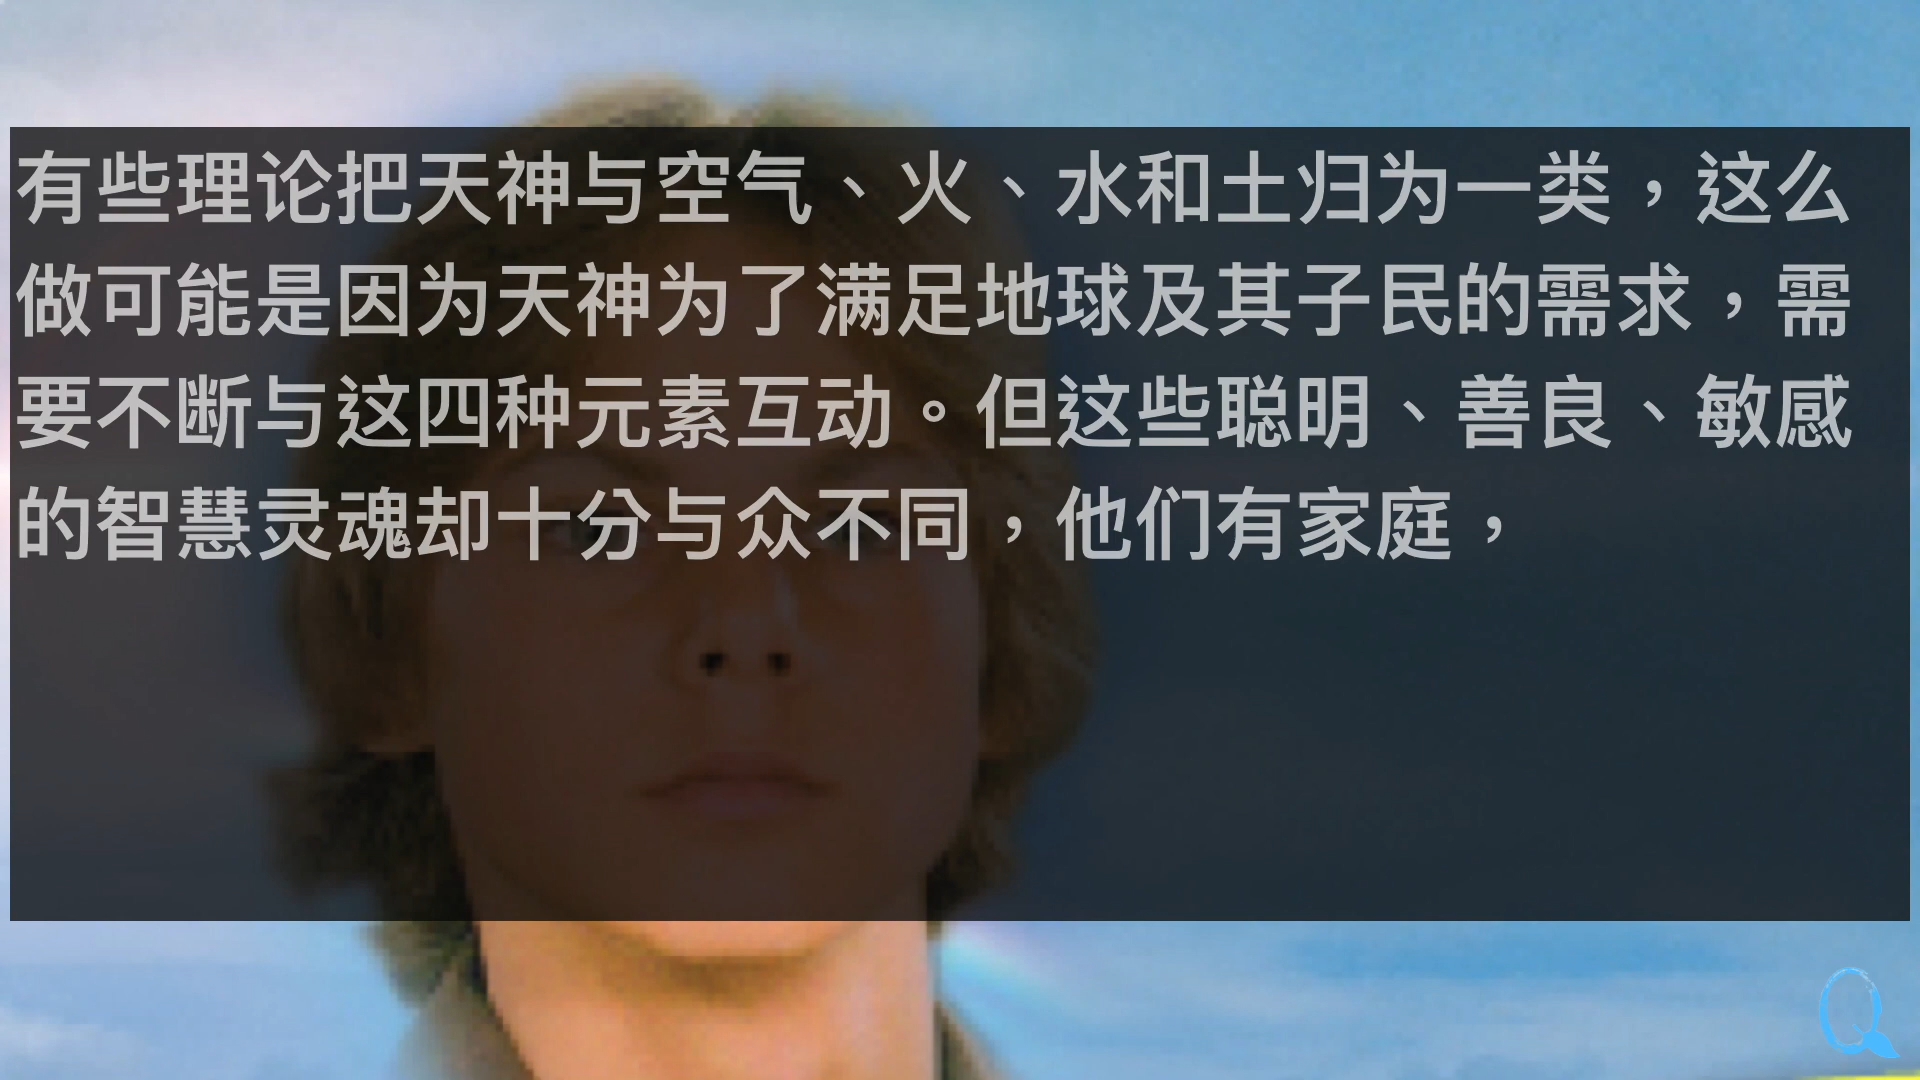 有些理论把天神与空气、火、水和土归为一类，这么
做可能是因为天神为了满足地球及其子民的需求，需
要不断与这四种元素互动。但这些聪明、善良、敏感
的智慧灵魂却十分与众不同，他们有家庭，
Q